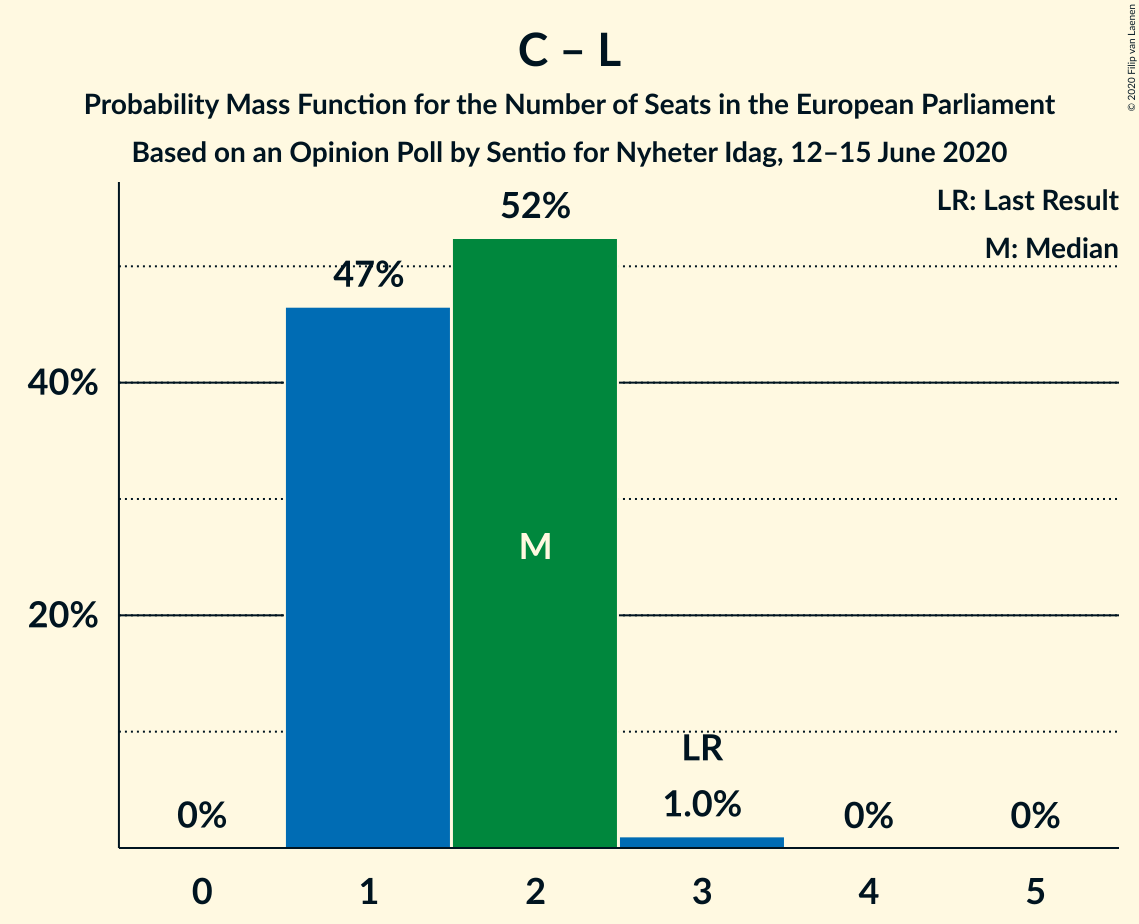 C – L
Probability Mass Function for the Number of Seats in the European Parliament
Based on an Opinion Poll by Sentio for Nyheter Idag, 12–15 June 2020
© 2020 Filip van Laenen
LR: Last Result
M: Median
52%
47%
40%
M
20%
LR
0%
1.0%
0%
0%
0
1
2
3
4
5